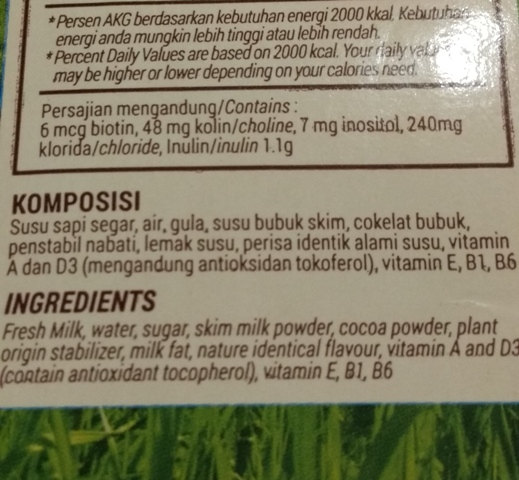 *Persen AKG berdasarkan kebutuhan energi 2000 kkal. Kebutuhan
energi anda mungkin lebih tinggi atau lebih rendah.
*Percent Daily Values are based on 2000 kcal. Your daily values
may be higher or lower depending on your calories need.
Persajian mengandung/Contains :
6 mcg biotin, 48 mg kolin/choline, 7 mg inositol, 240mg
klorida/chloride, Inulin/inulin 1.1g
KOMPOSISI
Susu sapi segar, air, gula, susu bubuk skim, cokelat bubuk,
penstabil nabati, lemak susu, perisa identik alami susu, vitamin
A dan D3 (mengandung antioksidan tokoferol), vitamin E, B1, B6
INGREDIENTS
Fresh Milk, water, sugar, skim milk powder, cocoa powder, plant
origin stabilizer, milk fat, nature identical flavour, vitamin A and D3
(contain antioxidant tocopherol), vitamin E, B1, B6